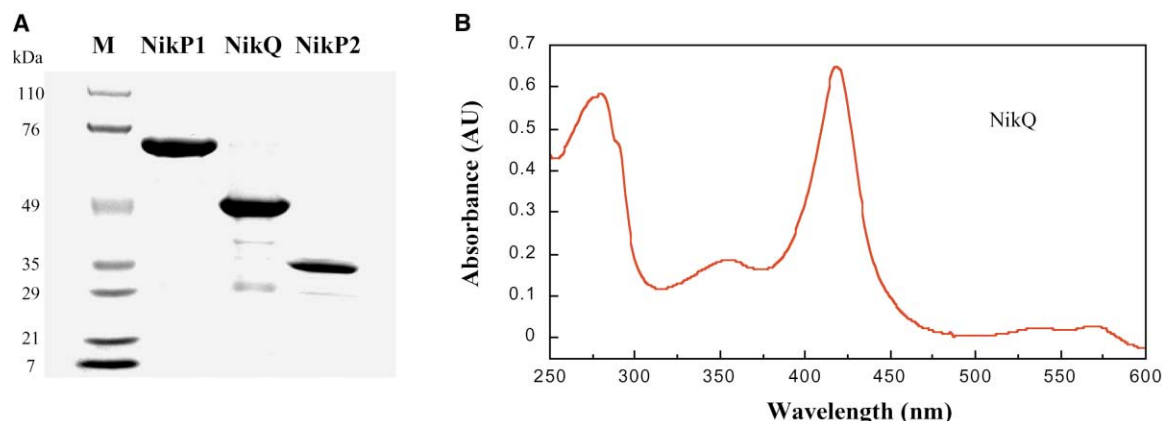 A
M NikP1 NikQ NikP2
kDa
110
76
49
35
29
21
7
B
0.7
0.6
0.5
0.4
0.3
0.2
0.1
0
Absorbance (AU)
NikQ
250 300 350 400 450 500 550 600
Wavelength (nm)